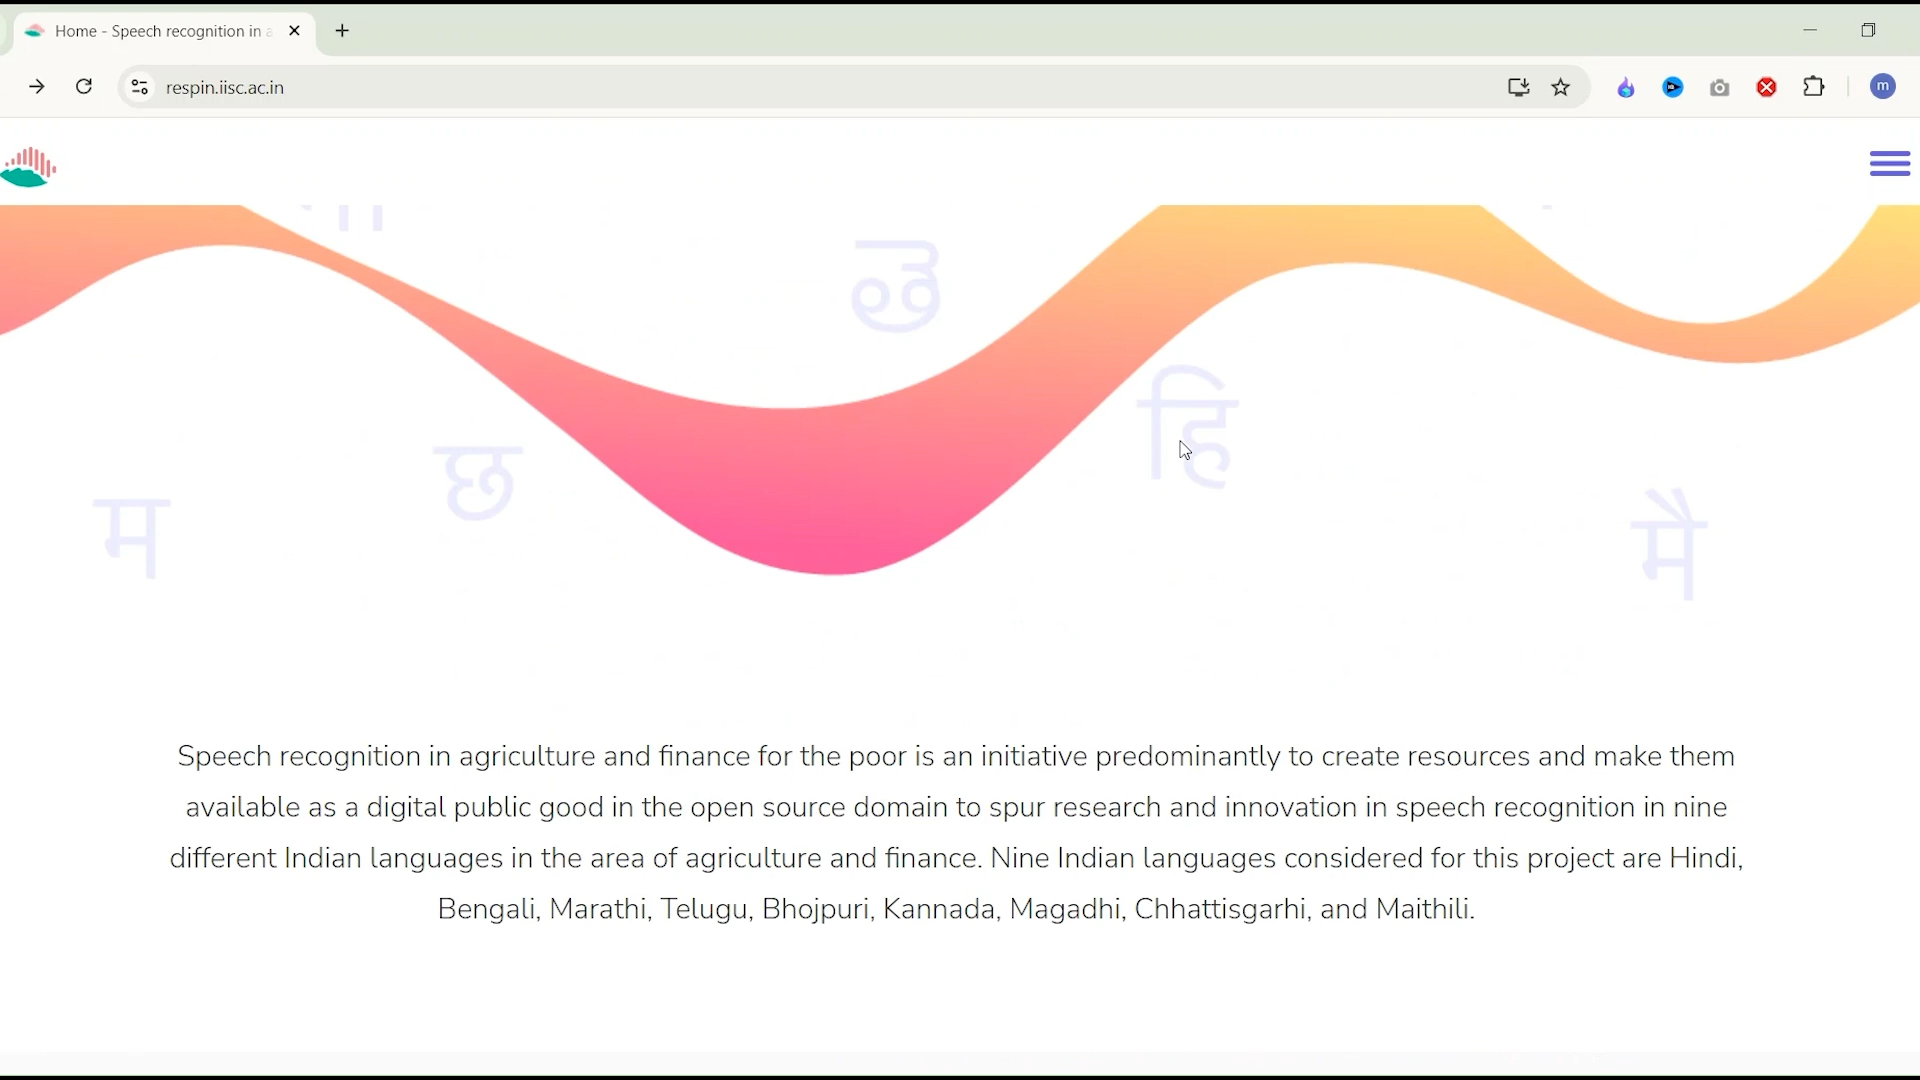 Home - Speech recognition in a
respin.iisc.ac.in
m
ఛ
हि
छ
म
मै
Speech recognition in agriculture and finance for the poor is an initiative predominantly to create resources and make them
available as a digital public good in the open source domain to spur research and innovation in speech recognition in nine
different Indian languages in the area of agriculture and finance. Nine Indian languages considered for this project are Hindi,
Bengali, Marathi, Telugu, Bhojpuri, Kannada, Magadhi, Chhattisgarhi, and Maithili.